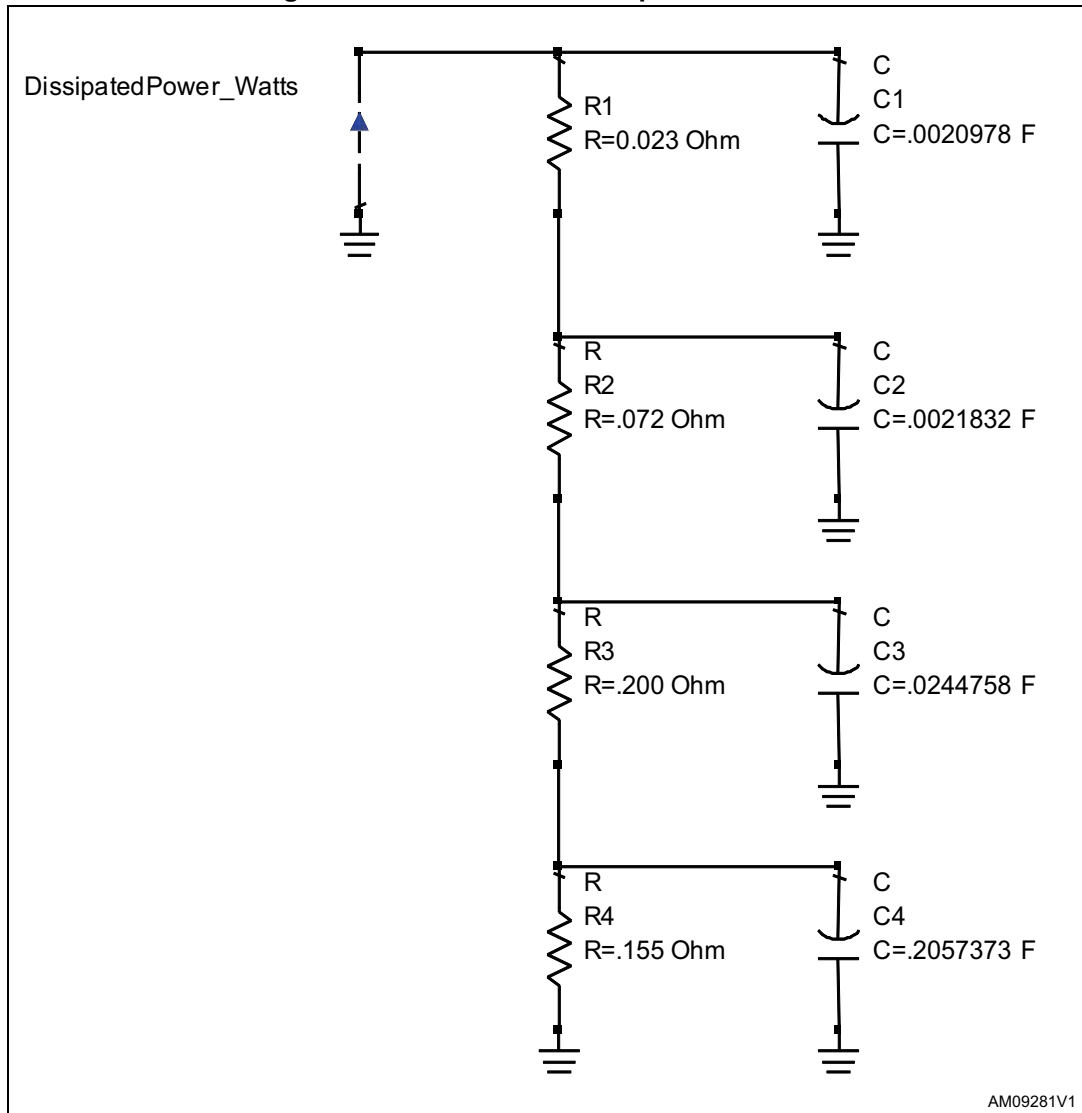 DissipatedPower_Watts
R1
R=0.023 Ohm
C
C1
C=.0020978 F
R
R2
R=.072 Ohm
C
C2
C=.0021832 F
R
R3
R=.200 Ohm
C
C3
C=.0244758 F
R
R4
R=.155 Ohm
C
C4
C=.2057373 F
AM09281V1